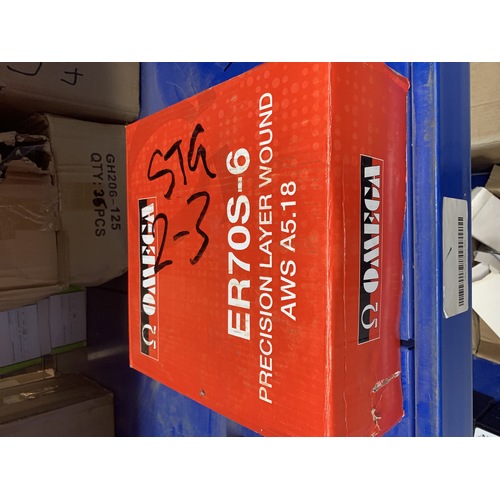 OMEGA
STG
2-3
ER70S-6
PRECISION LAYER WOUND
AWS A5.18
OMEGA
GH206-125
QTY: 36PCS